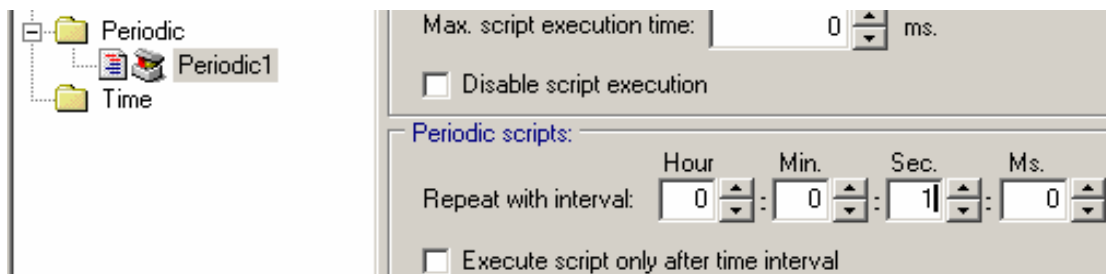 Periodic
Periodic1
Time
Max. script execution time: 0 ms.
Disable script execution
Periodic scripts:
Hour Min. Sec. Ms.
Repeat with interval: 0 : 0 : 1 : 0
Execute script only after time interval